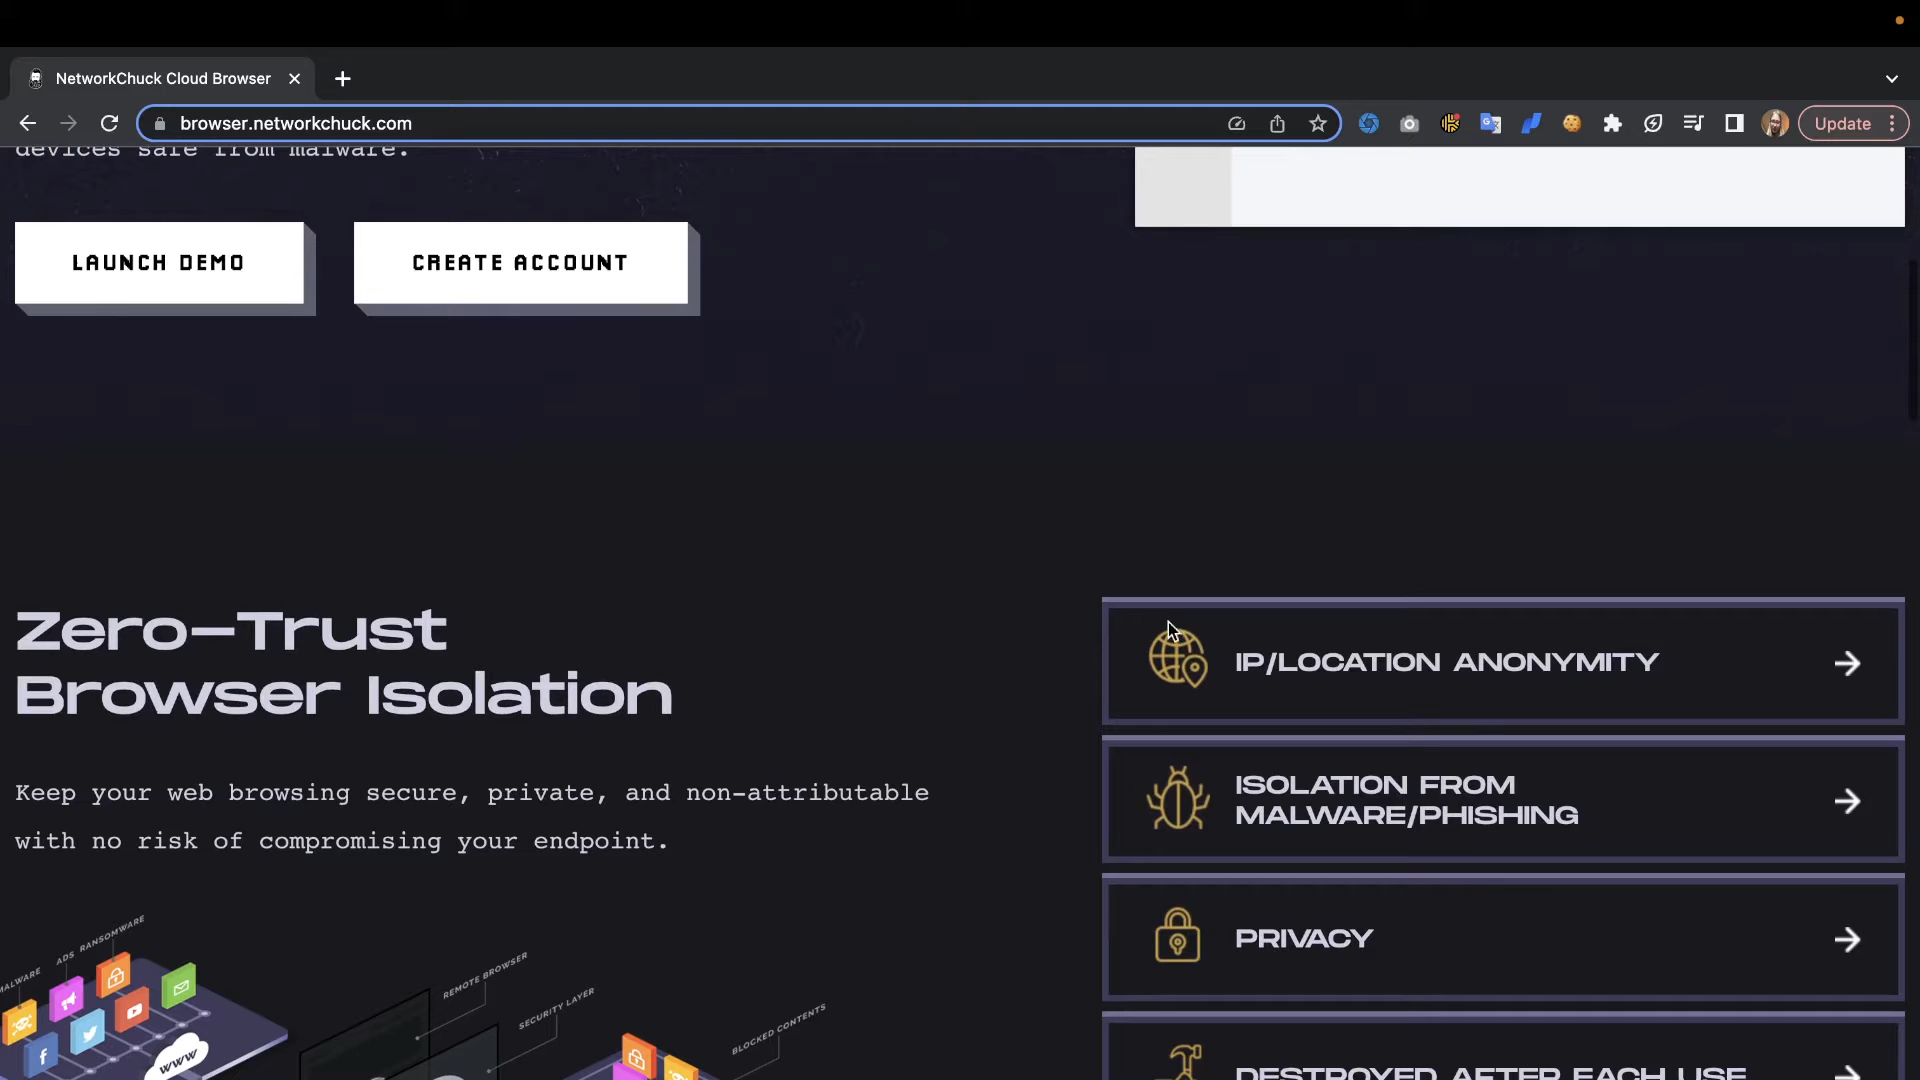 NetworkChuck Cloud Browser
browser.networkchuck.com
Update
devices safe from malware.
LAUNCH DEMO
CREATE ACCOUNT
Zero-Trust
Browser Isolation
Keep your web browsing secure, private, and non-attributable
with no risk of compromising your endpoint.
IP/LOCATION ANONYMITY
ISOLATION FROM
MALWARE/PHISHING
PRIVACY
DESTROYED AFTER EACH USE
MALWARE
ADS
RANSOMWARE
REMOTE BROWSER
SECURITY LAYER
BLOCKED CONTENTS
WWW